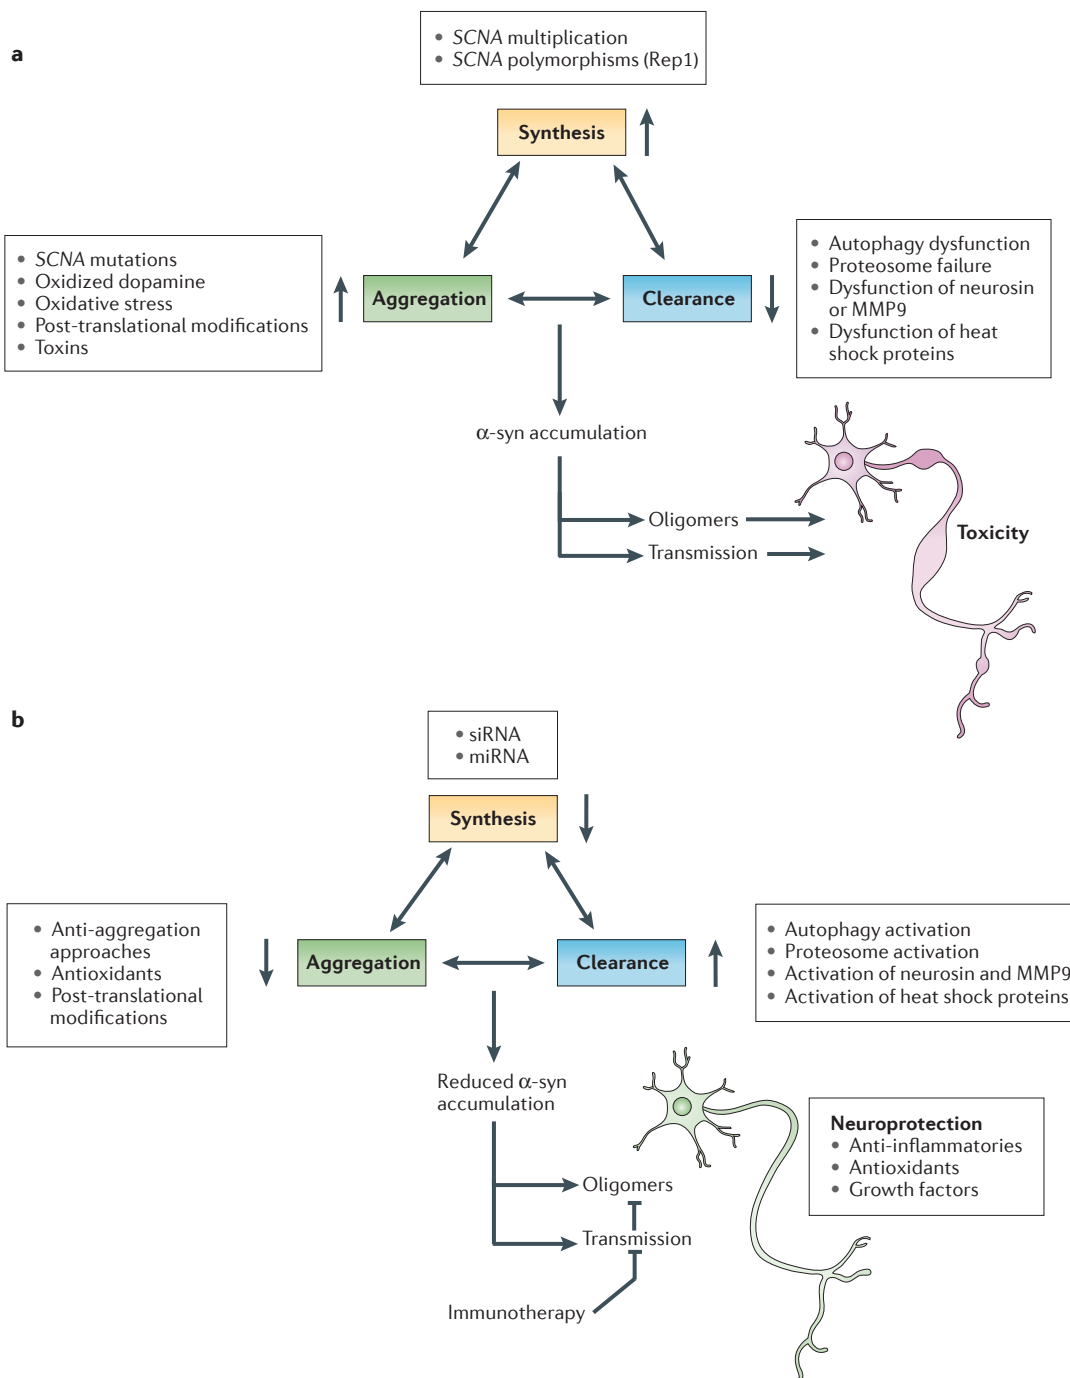 a
• SCNA multiplication
• SCNA polymorphisms (Rep1)
Synthesis
• SCNA mutations
• Oxidized dopamine
• Oxidative stress
• Post-translational modifications
• Toxins
Aggregation
Clearance
• Autophagy dysfunction
• Proteosome failure
• Dysfunction of neurosin
or MMP9
• Dysfunction of heat
shock proteins
α-syn accumulation
Oligomers
Transmission
Toxicity
b
• siRNA
• miRNA
Synthesis
• Anti-aggregation
approaches
• Antioxidants
• Post-translational
modifications
Aggregation
Clearance
• Autophagy activation
• Proteosome activation
• Activation of neurosin and MMP9
• Activation of heat shock proteins
Reduced α-syn
accumulation
Oligomers
Transmission
Immunotherapy
Neuroprotection
• Anti-inflammatories
• Antioxidants
• Growth factors